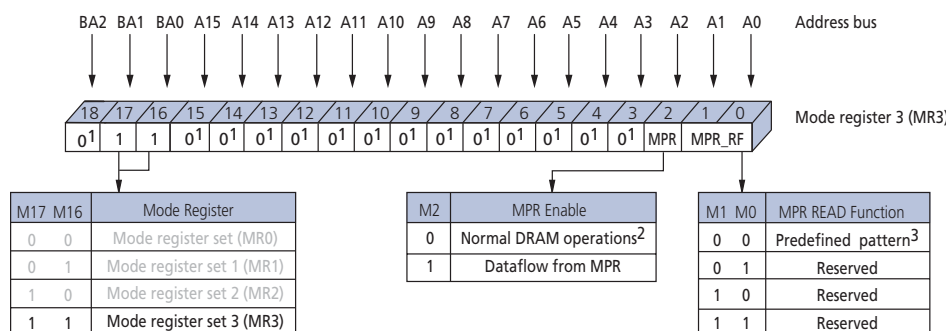 BA2 BA1 BA0 A15 A14 A13 A12 A11 A10 A9 A8 A7 A6 A5 A4 A3 A2 A1 A0 Address bus
18 17 16 15 14 13 12 11 10 9 8 7 6 5 4 3 2 1 0 Mode register 3 (MR3)
0¹ 1 1 0¹ 0¹ 0¹ 0¹ 0¹ 0¹ 0¹ 0¹ 0¹ 0¹ 0¹ 0¹ 0¹ MPR MPR_RF
M17 M16 Mode Register
0 0 Mode register set (MR0)
0 1 Mode register set 1 (MR1)
1 0 Mode register set 2 (MR2)
1 1 Mode register set 3 (MR3)
M2 MPR Enable
0 Normal DRAM operations²
1 Dataflow from MPR
M1 M0 MPR READ Function
0 0 Predefined pattern³
0 1 Reserved
1 0 Reserved
1 1 Reserved